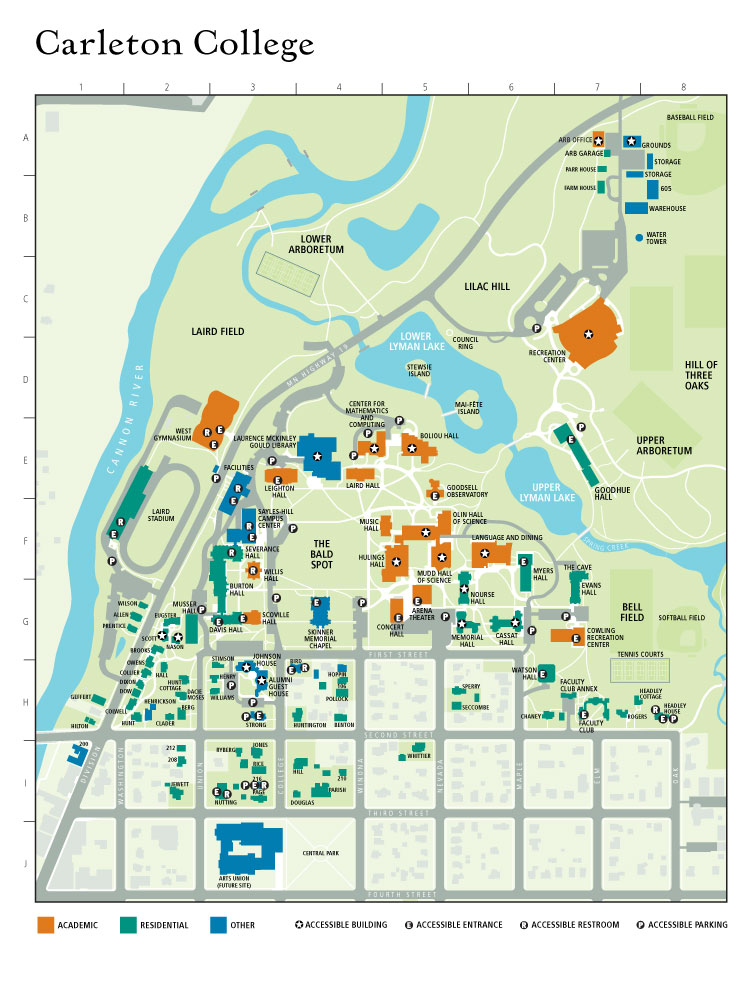 Carleton College
1 2 3 4 5 6 7 8
A
BASEBALL FIELD
ARB OFFICE
GROUNDS
ARB GARAGE
STORAGE
PARR HOUSE
STORAGE
FARM HOUSE
605
B
WAREHOUSE
WATER
TOWER
LOWER
ARBORETUM
C
LILAC HILL
LAIRD FIELD
LOWER
LYMAN LAKE
COUNCIL
RING
RECREATION
CENTER
MN HIGHWAY 19
CANNON RIVER
STEWSIE
ISLAND
HILL OF
THREE
OAKS
D
MAI-FÊTE
ISLAND
CENTER FOR
MATHEMATICS
AND
COMPUTING
WEST
GYMNASIUM
LAURENCE MCKINLEY
GOULD LIBRARY
BOLIOU HALL
UPPER
ARBORETUM
E
FACILITIES
LEIGHTON
HALL
LAIRD HALL
GOODSELL
OBSERVATORY
UPPER
LYMAN LAKE
GOODHUE
HALL
LAIRD
STADIUM
SAYLES-HILL
CAMPUS
CENTER
MUSIC
HALL
OLIN HALL
OF SCIENCE
F
THE
BALD
SPOT
LANGUAGE AND DINING
SPRING CREEK
SEVERANCE
HALL
HULINGS
HALL
MUDD HALL
OF SCIENCE
WILLIS
HALL
MYERS
HALL
THE CAVE
BURTON
HALL
NOURSE
HALL
EVANS
HALL
WILSON
MUSSER
HALL
ALLEN
EUGSTER
PRENTICE
SCOTT
NASON
DAVIS HALL
SCOVILLE
HALL
SKINNER
MEMORIAL
CHAPEL
CONCERT
HALL
ARENA
THEATER
MEMORIAL
HALL
CASSAT
HALL
BELL
FIELD
SOFTBALL FIELD
COWLING
RECREATION
CENTER
G
BROOKS
FIRST STREET
TENNIS COURTS
OWENS
STIMSON
JOHNSON
HOUSE
BIRD
COLLIER
HALL
HENRY
HOPPIN
WATSON
HALL
DIXON
HUNT
COTTAGE
ALUMNI
GUEST
HOUSE
106
SPERRY
FACULTY
CLUB ANNEX
HEADLEY
COTTAGE
DOW
DACIE
MOSES
WILLIAMS
POLLOCK
GEFFERT
HENRICKSON
H
SECCOMBE
HEADLEY
HOUSE
COLWELL
BERG
CHANEY
ROGERS
HILTON
HUNT
CLADER
STRONG
HUNTINGTON
BENTON
FACULTY
CLUB
SECOND STREET
200
212
RYBERG
JONES
208
RICE
WHITTIER
HILL
216
210
I
JEWETT
PAGE
PARISH
NUTTING
DOUGLAS
DIVISION
WASHINGTON
UNION
COLLEGE
WINONA
NEVADA
MAPLE
ELM
OAK
THIRD STREET
J
CENTRAL PARK
ARTS UNION
(FUTURE SITE)
FOURTH STREET
ACADEMIC RESIDENTIAL OTHER ACCESSIBLE BUILDING E ACCESSIBLE ENTRANCE R ACCESSIBLE RESTROOM P ACCESSIBLE PARKING